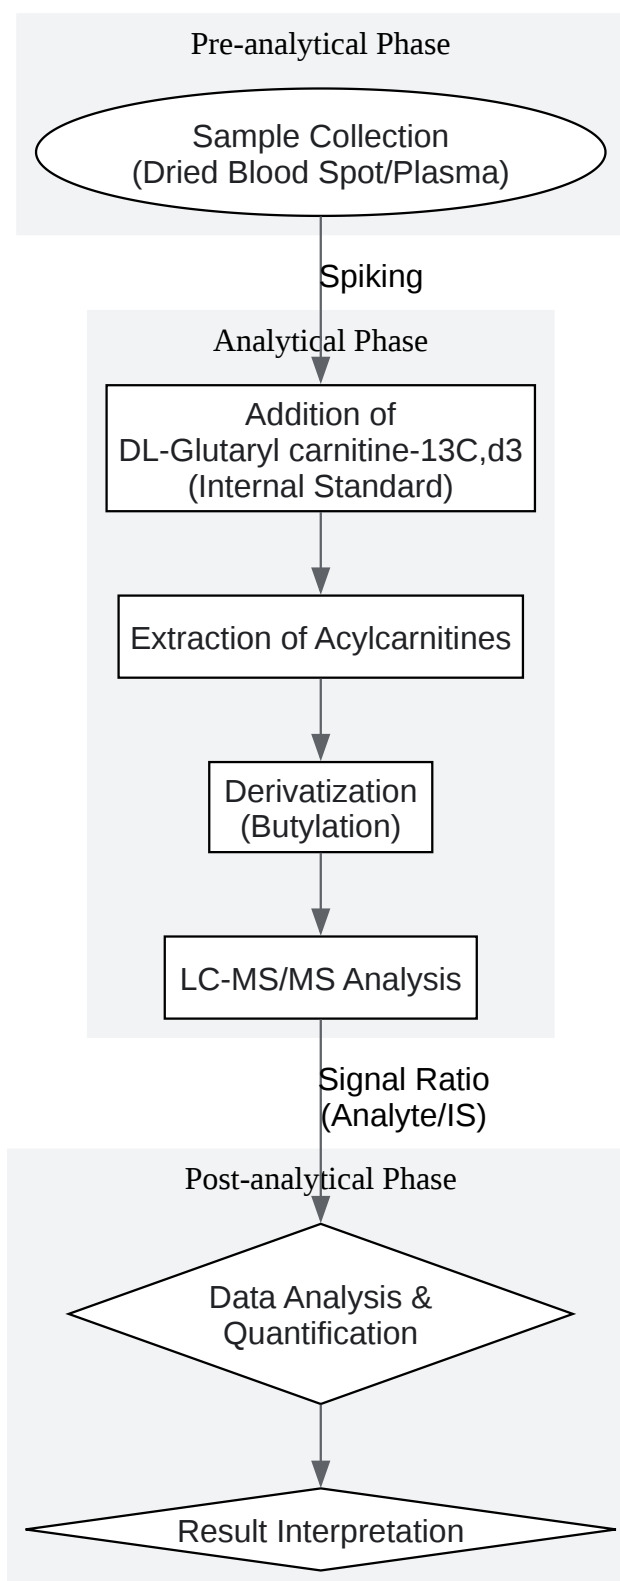 Pre-analytical Phase
Sample Collection
(Dried Blood Spot/Plasma)
Spiking
Analytical Phase
Addition of
DL-Glutaryl carnitine-13C,d3
(Internal Standard)
Extraction of Acylcarnitines
Derivatization
(Butylation)
LC-MS/MS Analysis
Signal Ratio
(Analyte/IS)
Post-analytical Phase
Data Analysis &
Quantification
Result Interpretation